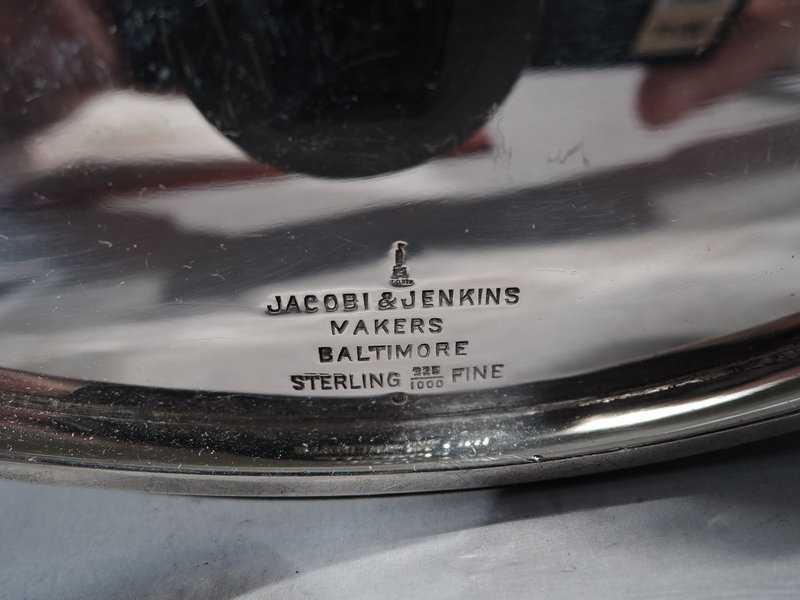 JACOBI & JENKINS
MAKERS
BALTIMORE
STERLING 925/1000 FINE